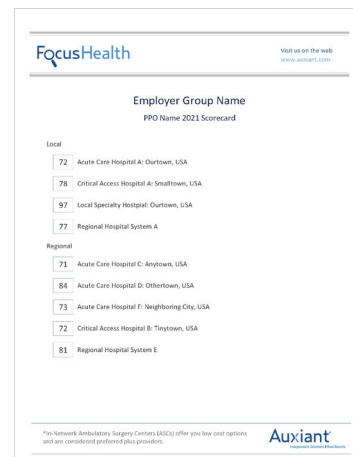 FocusHealth
Visit us on the web
www.auxiant.com
Employer Group Name
PPO Name 2021 Scorecard
Local
72 Acute Care Hospital A: Ourtown, USA
78 Critical Access Hospital A: Smalltown, USA
97 Local Specialty Hostpial: Ourtown, USA
77 Regional Hospital System A
Regional
71 Acute Care Hospital C: Anytown, USA
84 Acute Care Hospital D: Othertown, USA
73 Acute Care Hospital F: Neighboring City, USA
72 Critical Access Hospital B: Tinytown, USA
81 Regional Hospital System E
*In-Network Ambulatory Surgery Centers (ASCs) offer you low cost options
and are considered preferred plus providers.
Auxiant
Independent Solutions Real Results